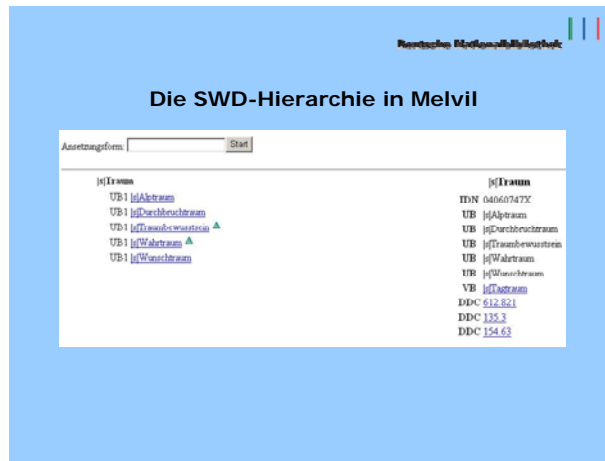 Deutsche Nationalbibliothek
Die SWD-Hierarchie in Melvil
Ansetzungsform: Start
|s|Traum
UB1 |s|Alptraum
UB1 |s|Durchbruchtraum
UB1 |s|Traumbewusstsein
UB1 |s|Wahrtraum
UB1 |s|Wunschtraum
|s|Traum
IDN 04060747X
UB |s|Alptraum
UB |s|Durchbruchtraum
UB |s|Traumbewusstsein
UB |s|Wahrtraum
UB |s|Wunschtraum
VB |s|Tagtraum
DDC 612.821
DDC 135.3
DDC 154.63